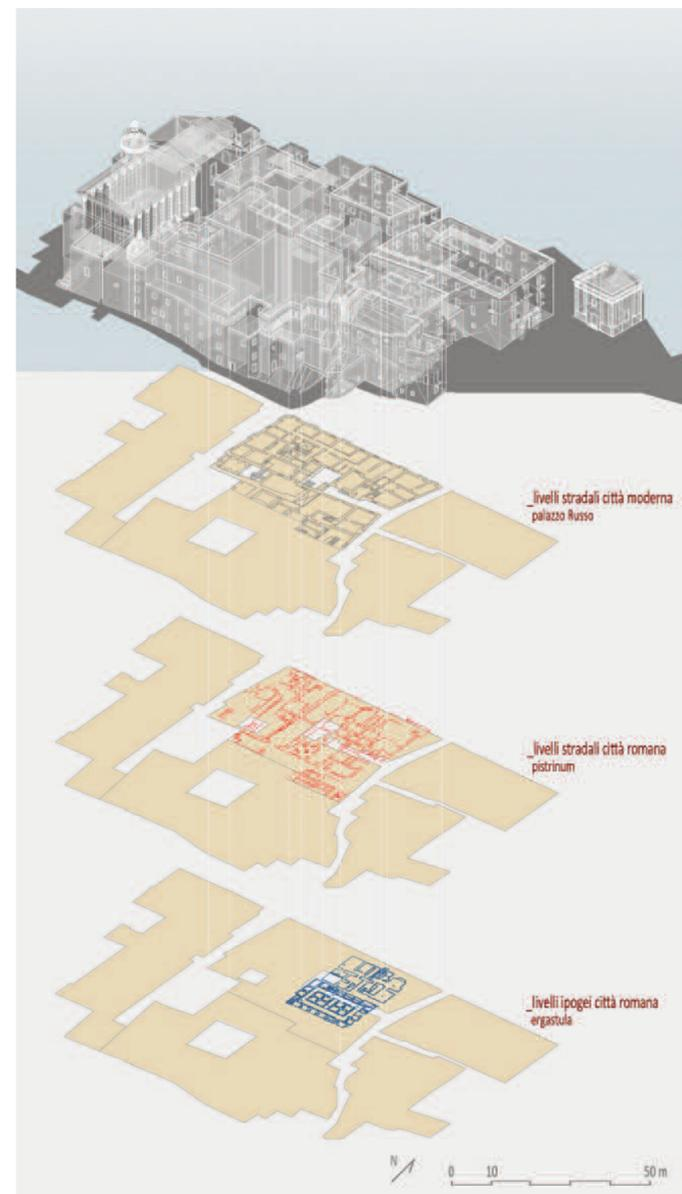 _livelli stradali città moderna
palazzo Russo
_livelli stradali città romana
pistrinum
_livelli ipogei città romana
ergastula
N
0 10 50 m